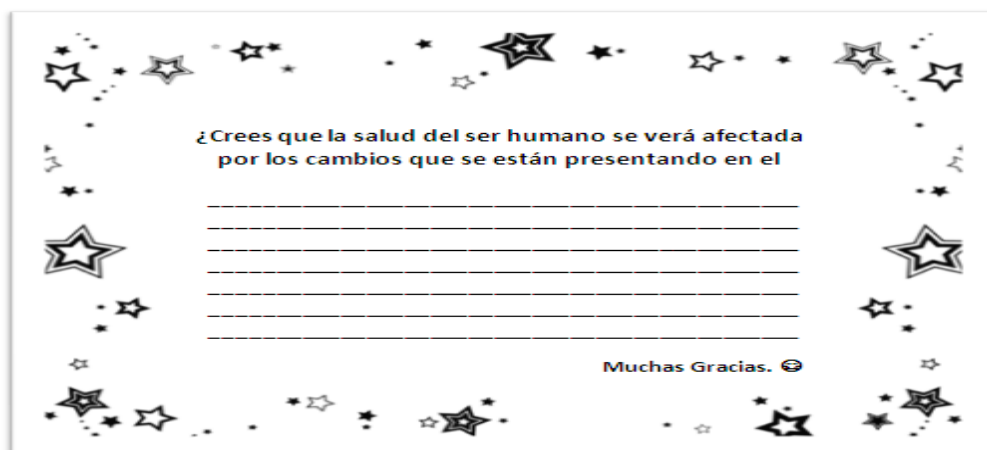 ¿Crees que la salud del ser humano se verá afectada
por los cambios que se están presentando en el
Muchas Gracias. 😊